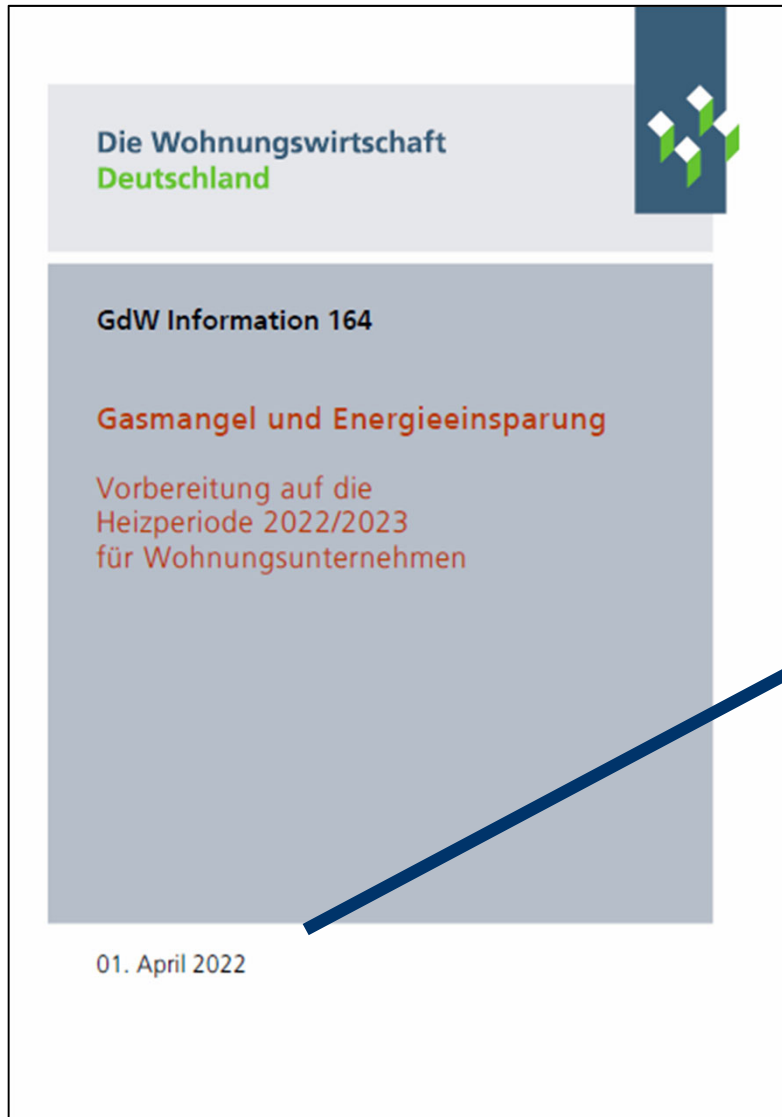 Die Wohnungswirtschaft
Deutschland
GdW Information 164
Gasmangel und Energieeinsparung
Vorbereitung auf die
Heizperiode 2022/2023
für Wohnungsunternehmen
01. April 2022